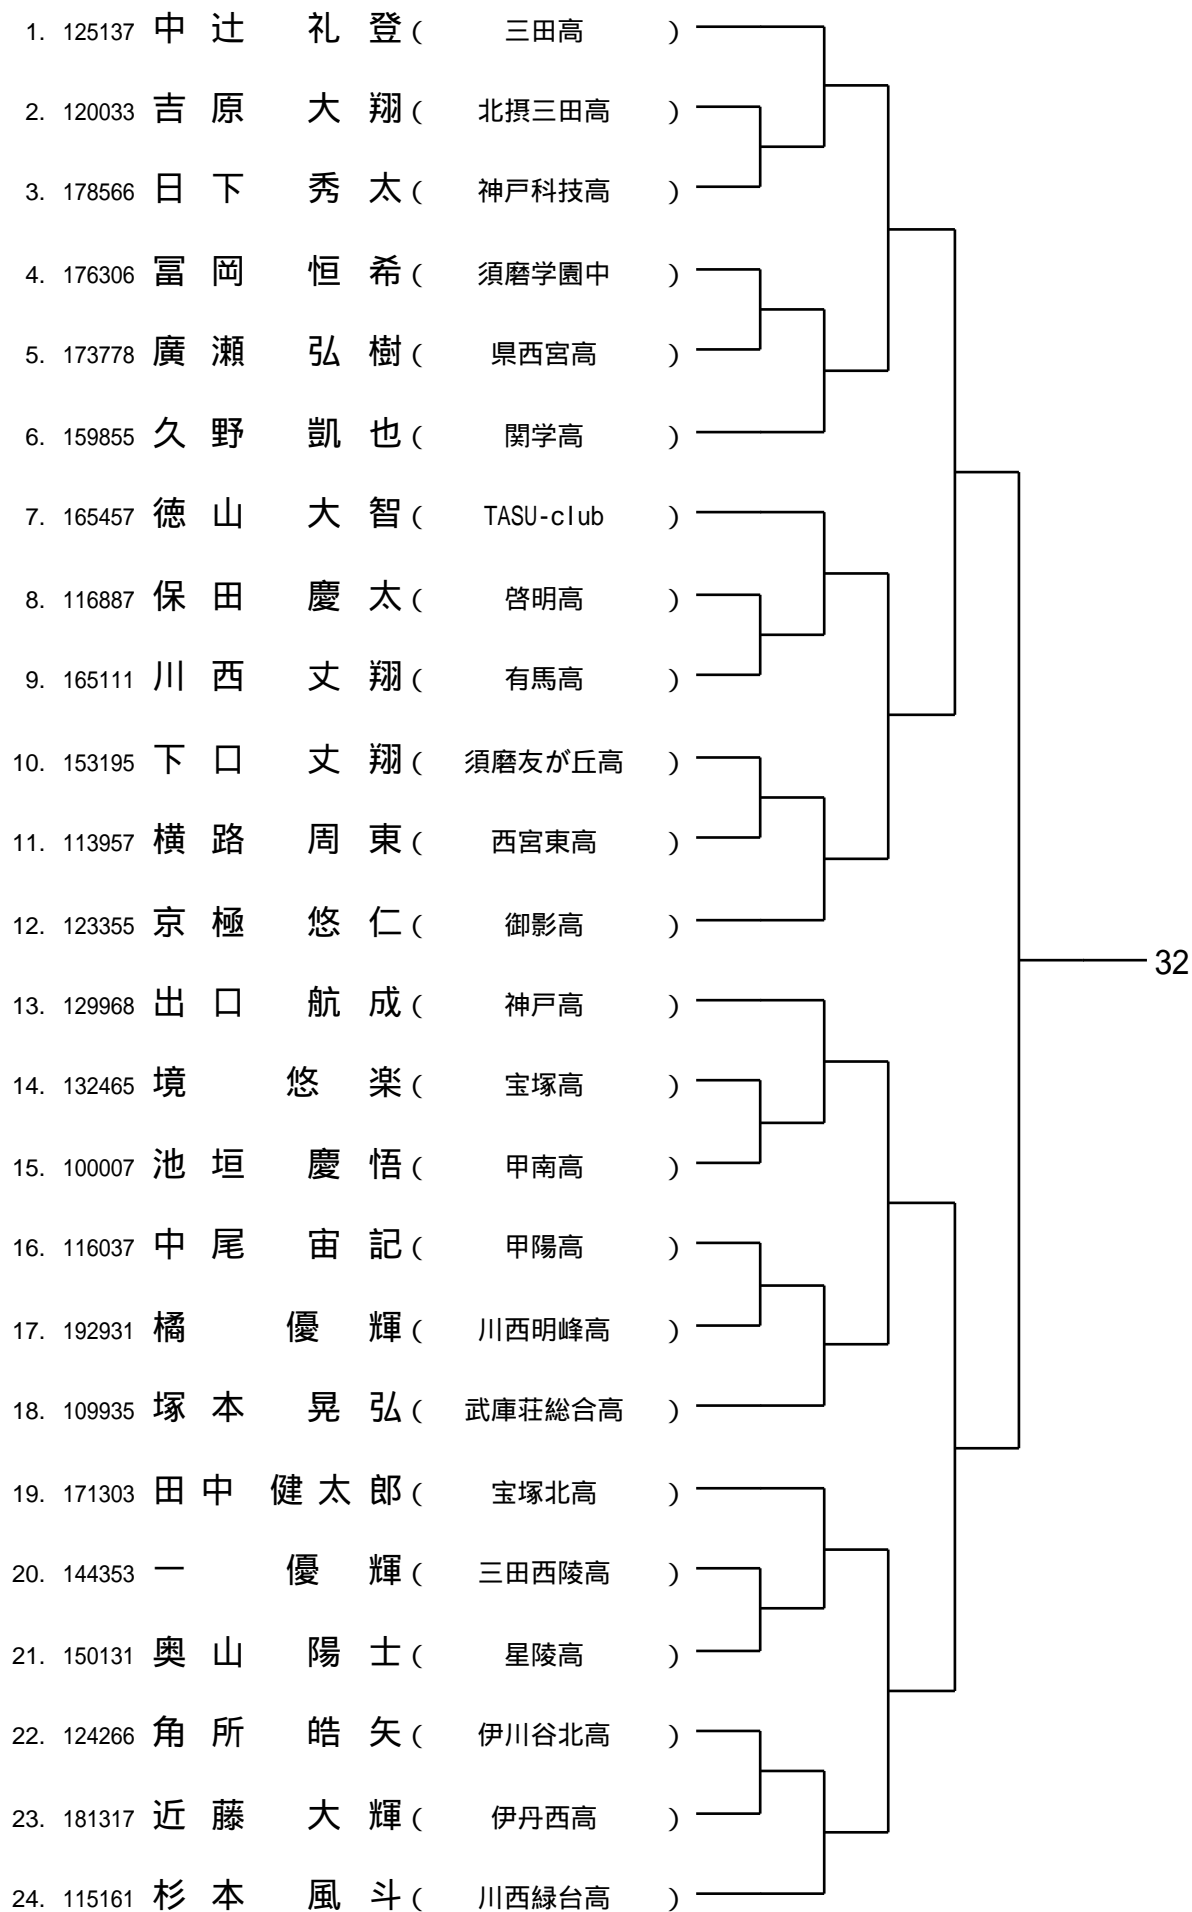 1. 125137 中辻 礼登 ( 三田高 )
2. 120033 吉原 大翔 ( 北摂三田高 )
3. 178566 日下 秀太 ( 神戸科技高 )
4. 176306 冨岡 恒希 ( 須磨学園中 )
5. 173778 廣瀬 弘樹 ( 県西宮高 )
6. 159855 久野 凱也 ( 関学高 )
7. 165457 徳山 大智 ( TASU-club )
8. 116887 保田 慶太 ( 啓明高 )
9. 165111 川西 丈翔 ( 有馬高 )
10. 153195 下口 丈翔 ( 須磨友が丘高 )
11. 113957 横路 周東 ( 西宮東高 )
12. 123355 京極 悠仁 ( 御影高 )
32
13. 129968 出口 航成 ( 神戸高 )
14. 132465 境 悠楽 ( 宝塚高 )
15. 100007 池垣 慶悟 ( 甲南高 )
16. 116037 中尾 宙記 ( 甲陽高 )
17. 192931 橘 優輝 ( 川西明峰高 )
18. 109935 塚本 晃弘 ( 武庫荘総合高 )
19. 171303 田中 健太郎 ( 宝塚北高 )
20. 144353 一 優輝 ( 三田西陵高 )
21. 150131 奥山 陽士 ( 星陵高 )
22. 124266 角所 皓矢 ( 伊川谷北高 )
23. 181317 近藤 大輝 ( 伊丹西高 )
24. 115161 杉本 風斗 ( 川西緑台高 )